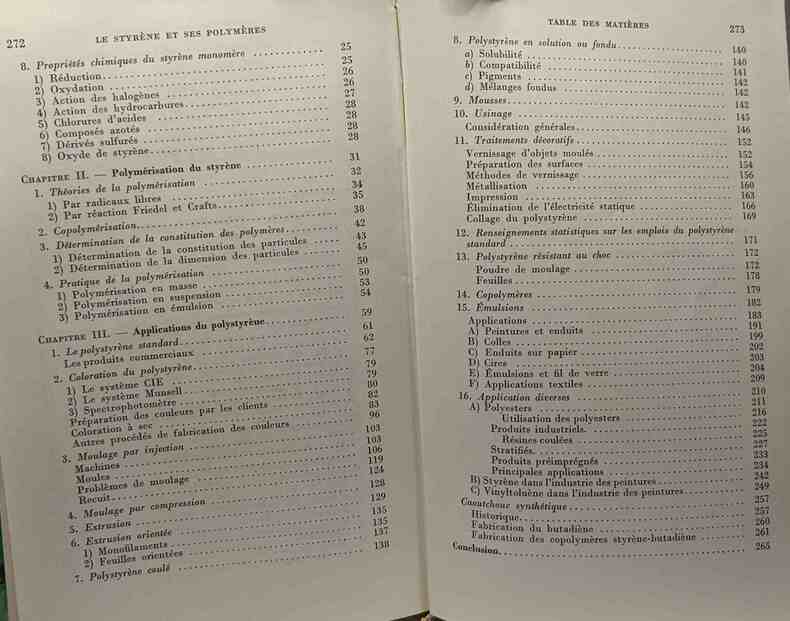 272 LE STYRÈNE ET SES POLYMÈRES
8. Propriétés chimiques du styrène monomère ............ 25
1) Réduction............ 25
2) Oxydation ............ 26
3) Action des halogènes ............ 26
4) Action des hydrocarbures............ 27
5) Chlorures d'acides ............ 28
6) Composés azotés ............ 28
7) Dérivés sulfurés ............ 28
8) Oxyde de styrène............ 28
CHAPITRE II. — Polymérisation du styrène ............ 31
1. Théories de la polymérisation ............ 32
1) Par radicaux libres ............ 34
2) Par réaction Friedel et Crafts............ 35
2. Copolymérisation............ 38
3. Détermination de la constitution des polymères............ 42
1) Détermination de la constitution des particules ..... 43
2) Détermination de la dimension des particules ....... 45
4. Pratique de la polymérisation ............ 50
1) Polymérisation en masse ............ 50
2) Polymérisation en suspension ............ 53
3) Polymérisation en émulsion ............ 54
CHAPITRE III. — Applications du polystyrène............ 59
1. Le polystyrène standard............ 61
Les produits commerciaux ............ 62
2. Coloration du polystyrène............ 77
1) Le système CIE ............ 79
2) Le système Munsell............ 79
3) Spectrophotomètre ............ 80
Préparation des couleurs par les clients ............ 82
Coloration à sec ............ 83
Autres procédés de fabrication des couleurs ............ 96
3. Moulage par injection ............ 103
Machines ............ 103
Moules ............ 106
Problèmes de moulage ............ 119
Recuit ............ 124
4. Moulage par compression ............ 128
5. Extrusion ............ 129
6. Extrusion orientée ............ 135
1) Monofilaments ............ 135
2) Feuilles orientées ............ 137
7. Polystyrène coulé ............ 138
TABLE DES MATIÈRES 273
8. Polystyrène en solution ou fondu............ 140
a) Solubilité ............ 140
b) Compatibilité ............ 141
c) Pigments ............ 142
d) Mélanges fondus ............ 142
9. Mousses............ 142
10. Usinage ............ 145
Considération générales............ 146
11. Traitements décoratifs............ 152
Vernissage d'objets moulés............ 152
Préparation des surfaces ............ 154
Méthodes de vernissage ............ 156
Métallisation ............ 160
Impression ............ 163
Elimination de l'électricité statique ............ 166
Collage du polystyrène ............ 169
12. Renseignements statistiques sur les emplois du polystyrène
standard ............ 171
13. Polystyrène résistant au choc ............ 172
Poudre de moulage ............ 172
Feuilles............ 178
14. Copolymères ............ 179
15. Émulsions ............ 182
Applications ............ 183
A) Peintures et enduits ............ 191
B) Colles ............ 199
C) Enduits sur papier ............ 202
D) Cires ............ 203
E) Émulsions et fil de verre ............ 204
F) Applications textiles ............ 209
16. Application diverses ............ 210
A) Polyesters ............ 211
Utilisation des polyesters ............ 216
Produits industriels. ............ 222
Résines coulées ............ 225
Stratifiés............ 227
Produits préimprégnés ............ 233
Principales applications ............ 234
B) Styrène dans l'industrie des peintures............ 242
C) Vinyltoluène dans l'industrie des peintures............ 249
Caoutchouc synthétique............ 257
Historique............ 257
Fabrication du butadiène ............ 260
Fabrication des copolymères styrène-butadiène ........ 261
Conclusion............ 265